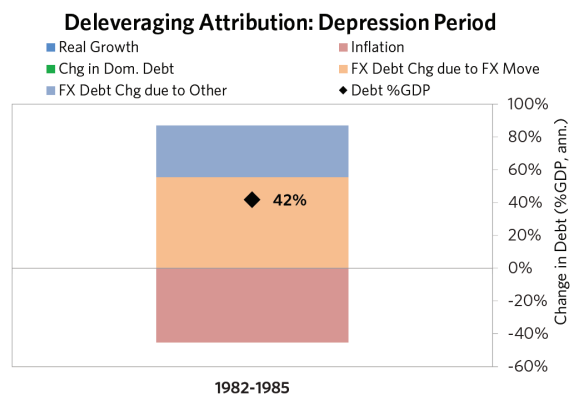 Deleveraging Attribution: Depression Period
Real Growth
Inflation
Chg in Dom. Debt
FX Debt Chg due to FX Move
FX Debt Chg due to Other
Debt %GDP
100%
80%
60%
40%
20%
0%
-20%
-40%
-60%
Change in Debt (%GDP, ann.)
42%
1982-1985